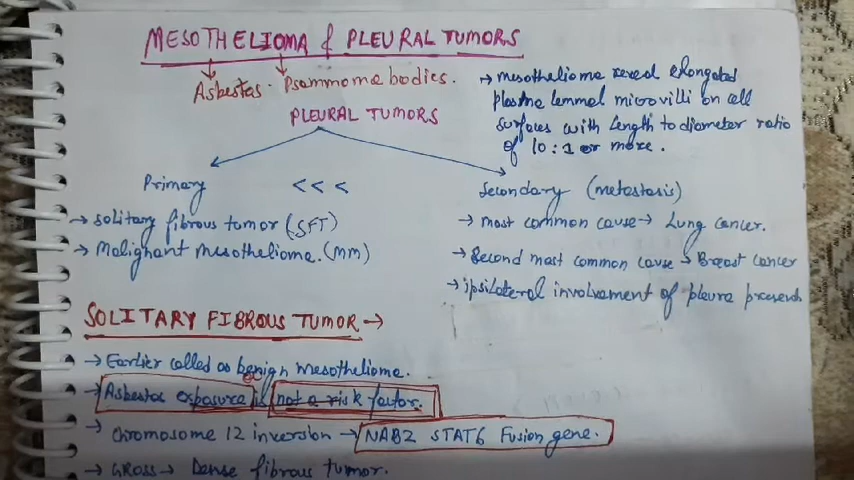 MESOTHELIOMA & PLEURAL TUMORS
Asbestas. Psammoma bodies.
→ mesothelioma reveal elongated
plasma lemmal microvilli on cell
surfaces with length to diameter ratio
of 10:1 or more.
PLEURAL TUMORS
Primary <<< Secondary (metastasis)
→ Solitary fibrous tumor (SFT)
→ Malignant mesothelioma. (MM)
→ most common cause → Lung cancer.
→ Second most common cause → Breast cancer
→ ipsilateral involvement of pleura present
SOLITARY FIBROUS TUMOR →
→ Earlier called as benign mesothelioma.
→ Asbestos exposure is not a risk factor.
→ chromosome 12 inversion → NAB2 STAT6 Fusion gene.
→ GROSS → Dense fibrous tumor.